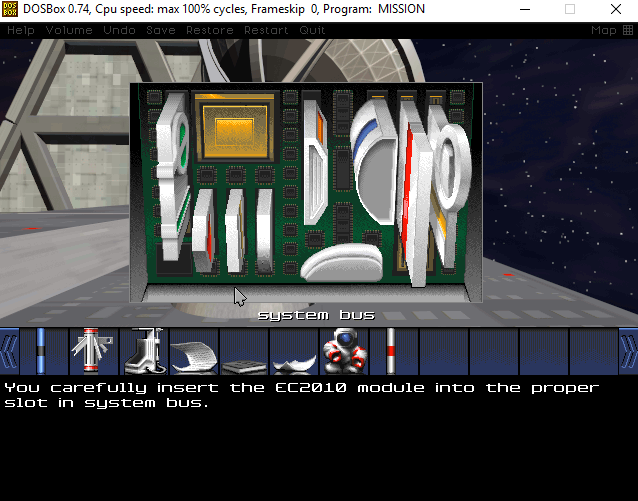 DOSBox 0.74, Cpu speed: max 100% cycles, Frameskip 0, Program: MISSION
Help Volume Undo Save Restore Restart Quit Map
system bus
You carefully insert the EC2010 module into the proper
slot in system bus.